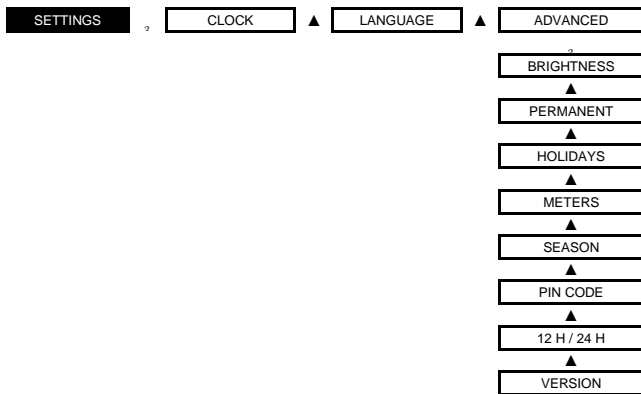 SETTINGS CLOCK ▲ LANGUAGE ▲ ADVANCED
BRIGHTNESS
▲
PERMANENT
▲
HOLIDAYS
▲
METERS
▲
SEASON
▲
PIN CODE
▲
12 H / 24 H
▲
VERSION